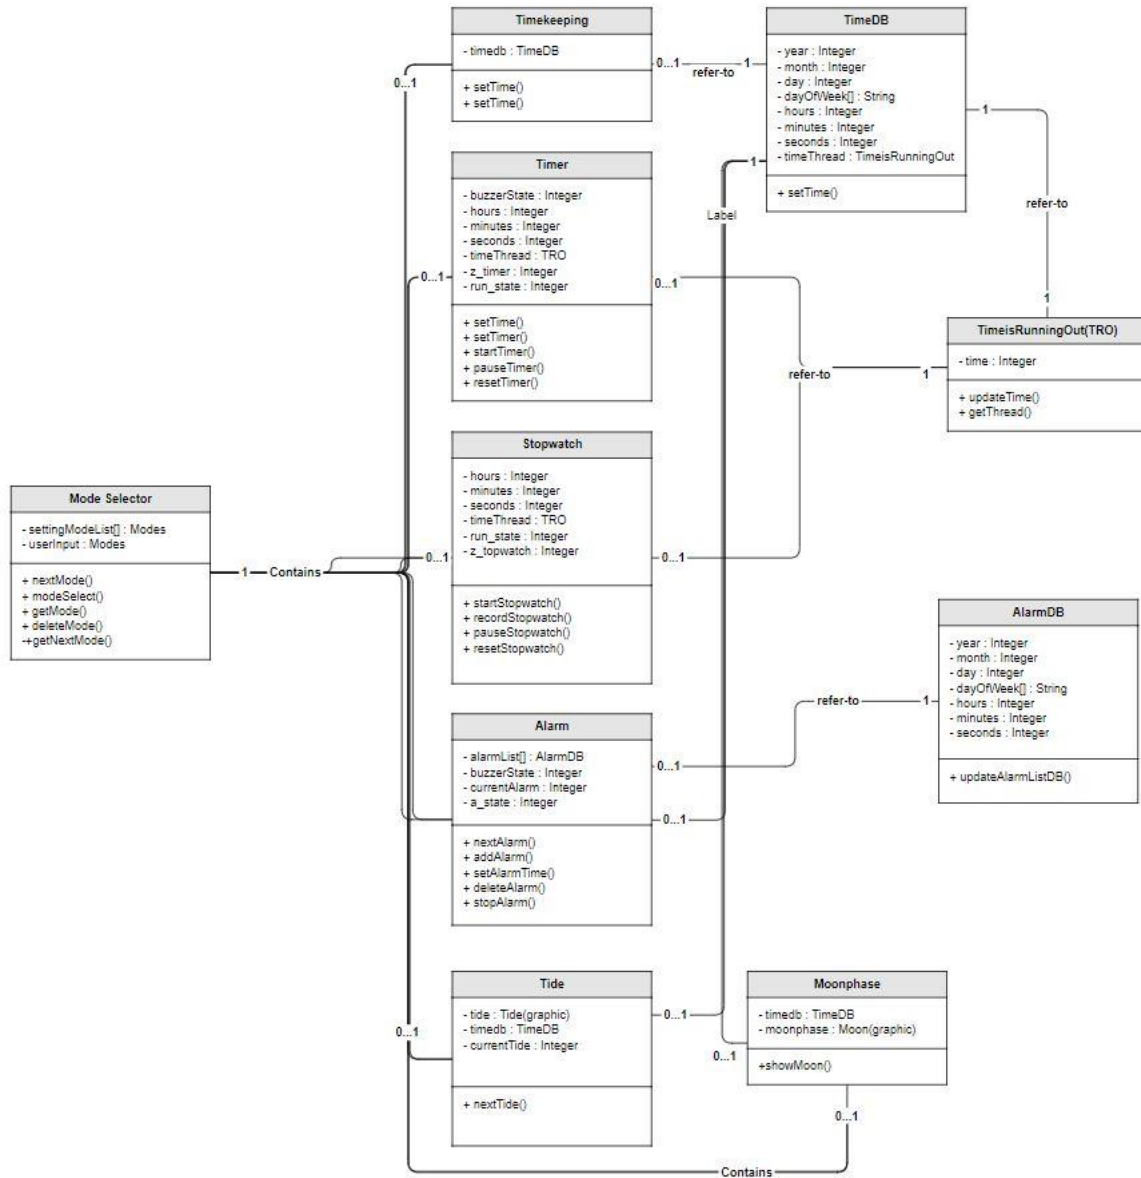 Timekeeping
- timedb : TimeDB
+ setTime()
+ setTime()
TimeDB
- year : Integer
- month : Integer
- day : Integer
- dayOfWeek[] : String
- hours : Integer
- minutes : Integer
- seconds : Integer
- timeThread : TimeisRunningOut
+ setTime()
0...1
refer-to
1
0...1
1
refer-to
1
Timer
- buzzerState : Integer
- hours : Integer
- minutes : Integer
- seconds : Integer
- timeThread : TRO
- z_timer : Integer
- run_state : Integer
+ setTime()
+ setTimer()
+ startTimer()
+ pauseTimer()
+ resetTimer()
1
Label
0...1
0...1
refer-to
1
TimeisRunningOut(TRO)
- time : Integer
+ updateTime()
+ getThread()
Stopwatch
- hours : Integer
- minutes : Integer
- seconds : Integer
- timeThread : TRO
- run_state : Integer
- z_topwatch : Integer
+ startStopwatch()
+ recordStopwatch()
+ pauseStopwatch()
+ resetStopwatch()
0...1
0...1
Mode Selector
- settingModeList[] : Modes
- userInput : Modes
+ nextMode()
+ modeSelect()
+ getMode()
+ deleteMode()
-+getNextMode()
1
Contains
AlarmDB
- year : Integer
- month : Integer
- day : Integer
- dayOfWeek[] : String
- hours : Integer
- minutes : Integer
- seconds : Integer
+ updateAlarmListDB()
Alarm
- alarmList[] : AlarmDB
- buzzerState : Integer
- currentAlarm : Integer
- a_state : Integer
+ nextAlarm()
+ addAlarm()
+ setAlarmTime()
+ deleteAlarm()
+ stopAlarm()
0...1
refer-to
1
0...1
Tide
- tide : Tide(graphic)
- timedb : TimeDB
- currentTide : Integer
+ nextTide()
0...1
0...1
Moonphase
- timedb : TimeDB
- moonphase : Moon(graphic)
+showMoon()
0...1
0...1
Contains